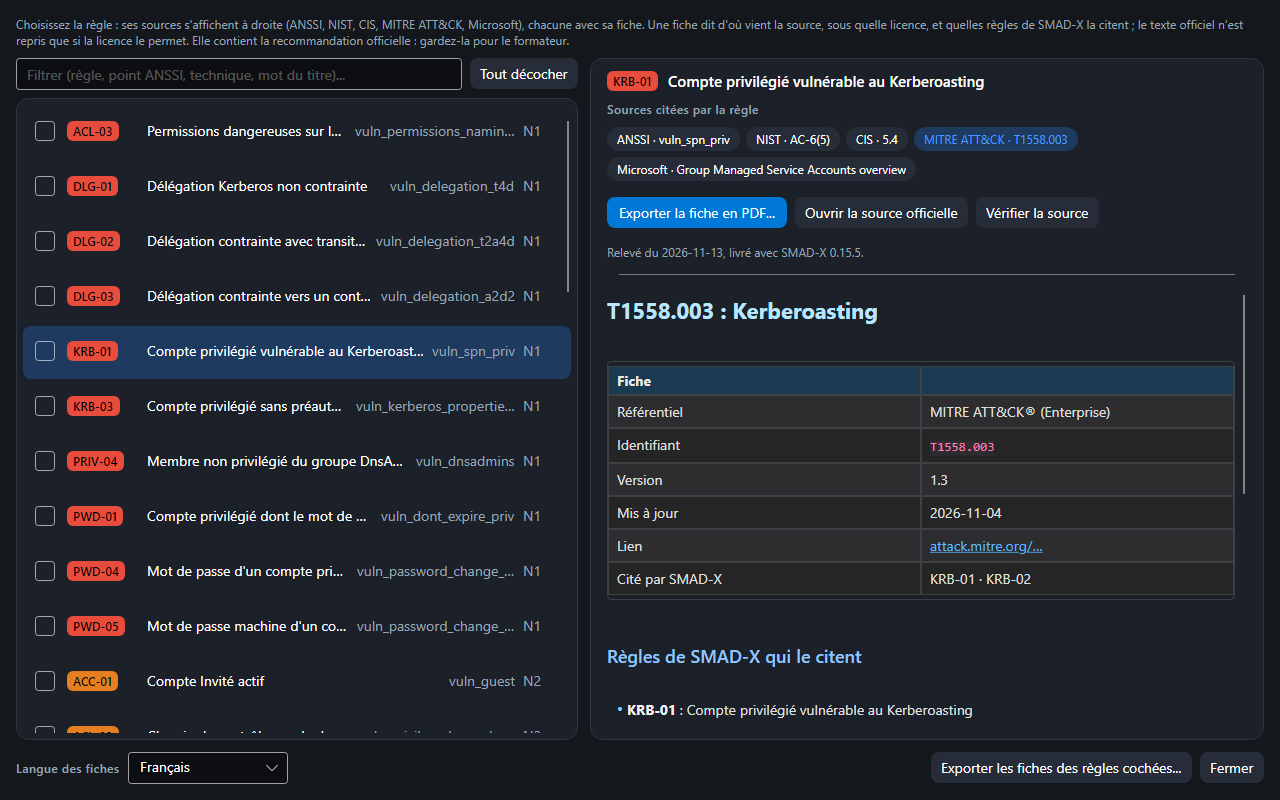 Choisissez la règle : ses sources s'affichent à droite (ANSSI, NIST, CIS, MITRE ATT&CK, Microsoft), chacune avec sa fiche. Une fiche dit d'où vient la source, sous quelle licence, et quelles règles de SMAD-X la citent ; le texte officiel n'est
repris que si la licence le permet. Elle contient la recommandation officielle : gardez-la pour le formateur.
Filtrer (règle, point ANSSI, technique, mot du titre)...
Tout décocher
ACL-03 Permissions dangereuses sur l... vuln_permissions_namin... N1
DLG-01 Délégation Kerberos non contrainte vuln_delegation_t4d N1
DLG-02 Délégation contrainte avec transit... vuln_delegation_t2a4d N1
DLG-03 Délégation contrainte vers un cont... vuln_delegation_a2d2 N1
KRB-01 Compte privilégié vulnérable au Kerberoast... vuln_spn_priv N1
KRB-03 Compte privilégié sans préaut... vuln_kerberos_propertie... N1
PRIV-04 Membre non privilégié du groupe DnsA... vuln_dnsadmins N1
PWD-01 Compte privilégié dont le mot de ... vuln_dont_expire_priv N1
PWD-04 Mot de passe d'un compte pri... vuln_password_change_... N1
PWD-05 Mot de passe machine d'un co... vuln_password_change_... N1
ACC-01 Compte Invité actif vuln_guest N2
KRB-01 Compte privilégié vulnérable au Kerberoasting
Sources citées par la règle
ANSSI · vuln_spn_priv NIST · AC-6(5) CIS · 5.4 MITRE ATT&CK · T1558.003
Microsoft · Group Managed Service Accounts overview
Exporter la fiche en PDF... Ouvrir la source officielle Vérifier la source
Relevé du 2026-11-13, livré avec SMAD-X 0.15.5.
T1558.003 : Kerberoasting
Fiche
Référentiel MITRE ATT&CK® (Enterprise)
Identifiant T1558.003
Version 1.3
Mis à jour 2026-11-04
Lien attack.mitre.org/...
Cité par SMAD-X KRB-01 · KRB-02
Règles de SMAD-X qui le citent
• KRB-01 : Compte privilégié vulnérable au Kerberoasting
Langue des fiches Français
Exporter les fiches des règles cochées... Fermer